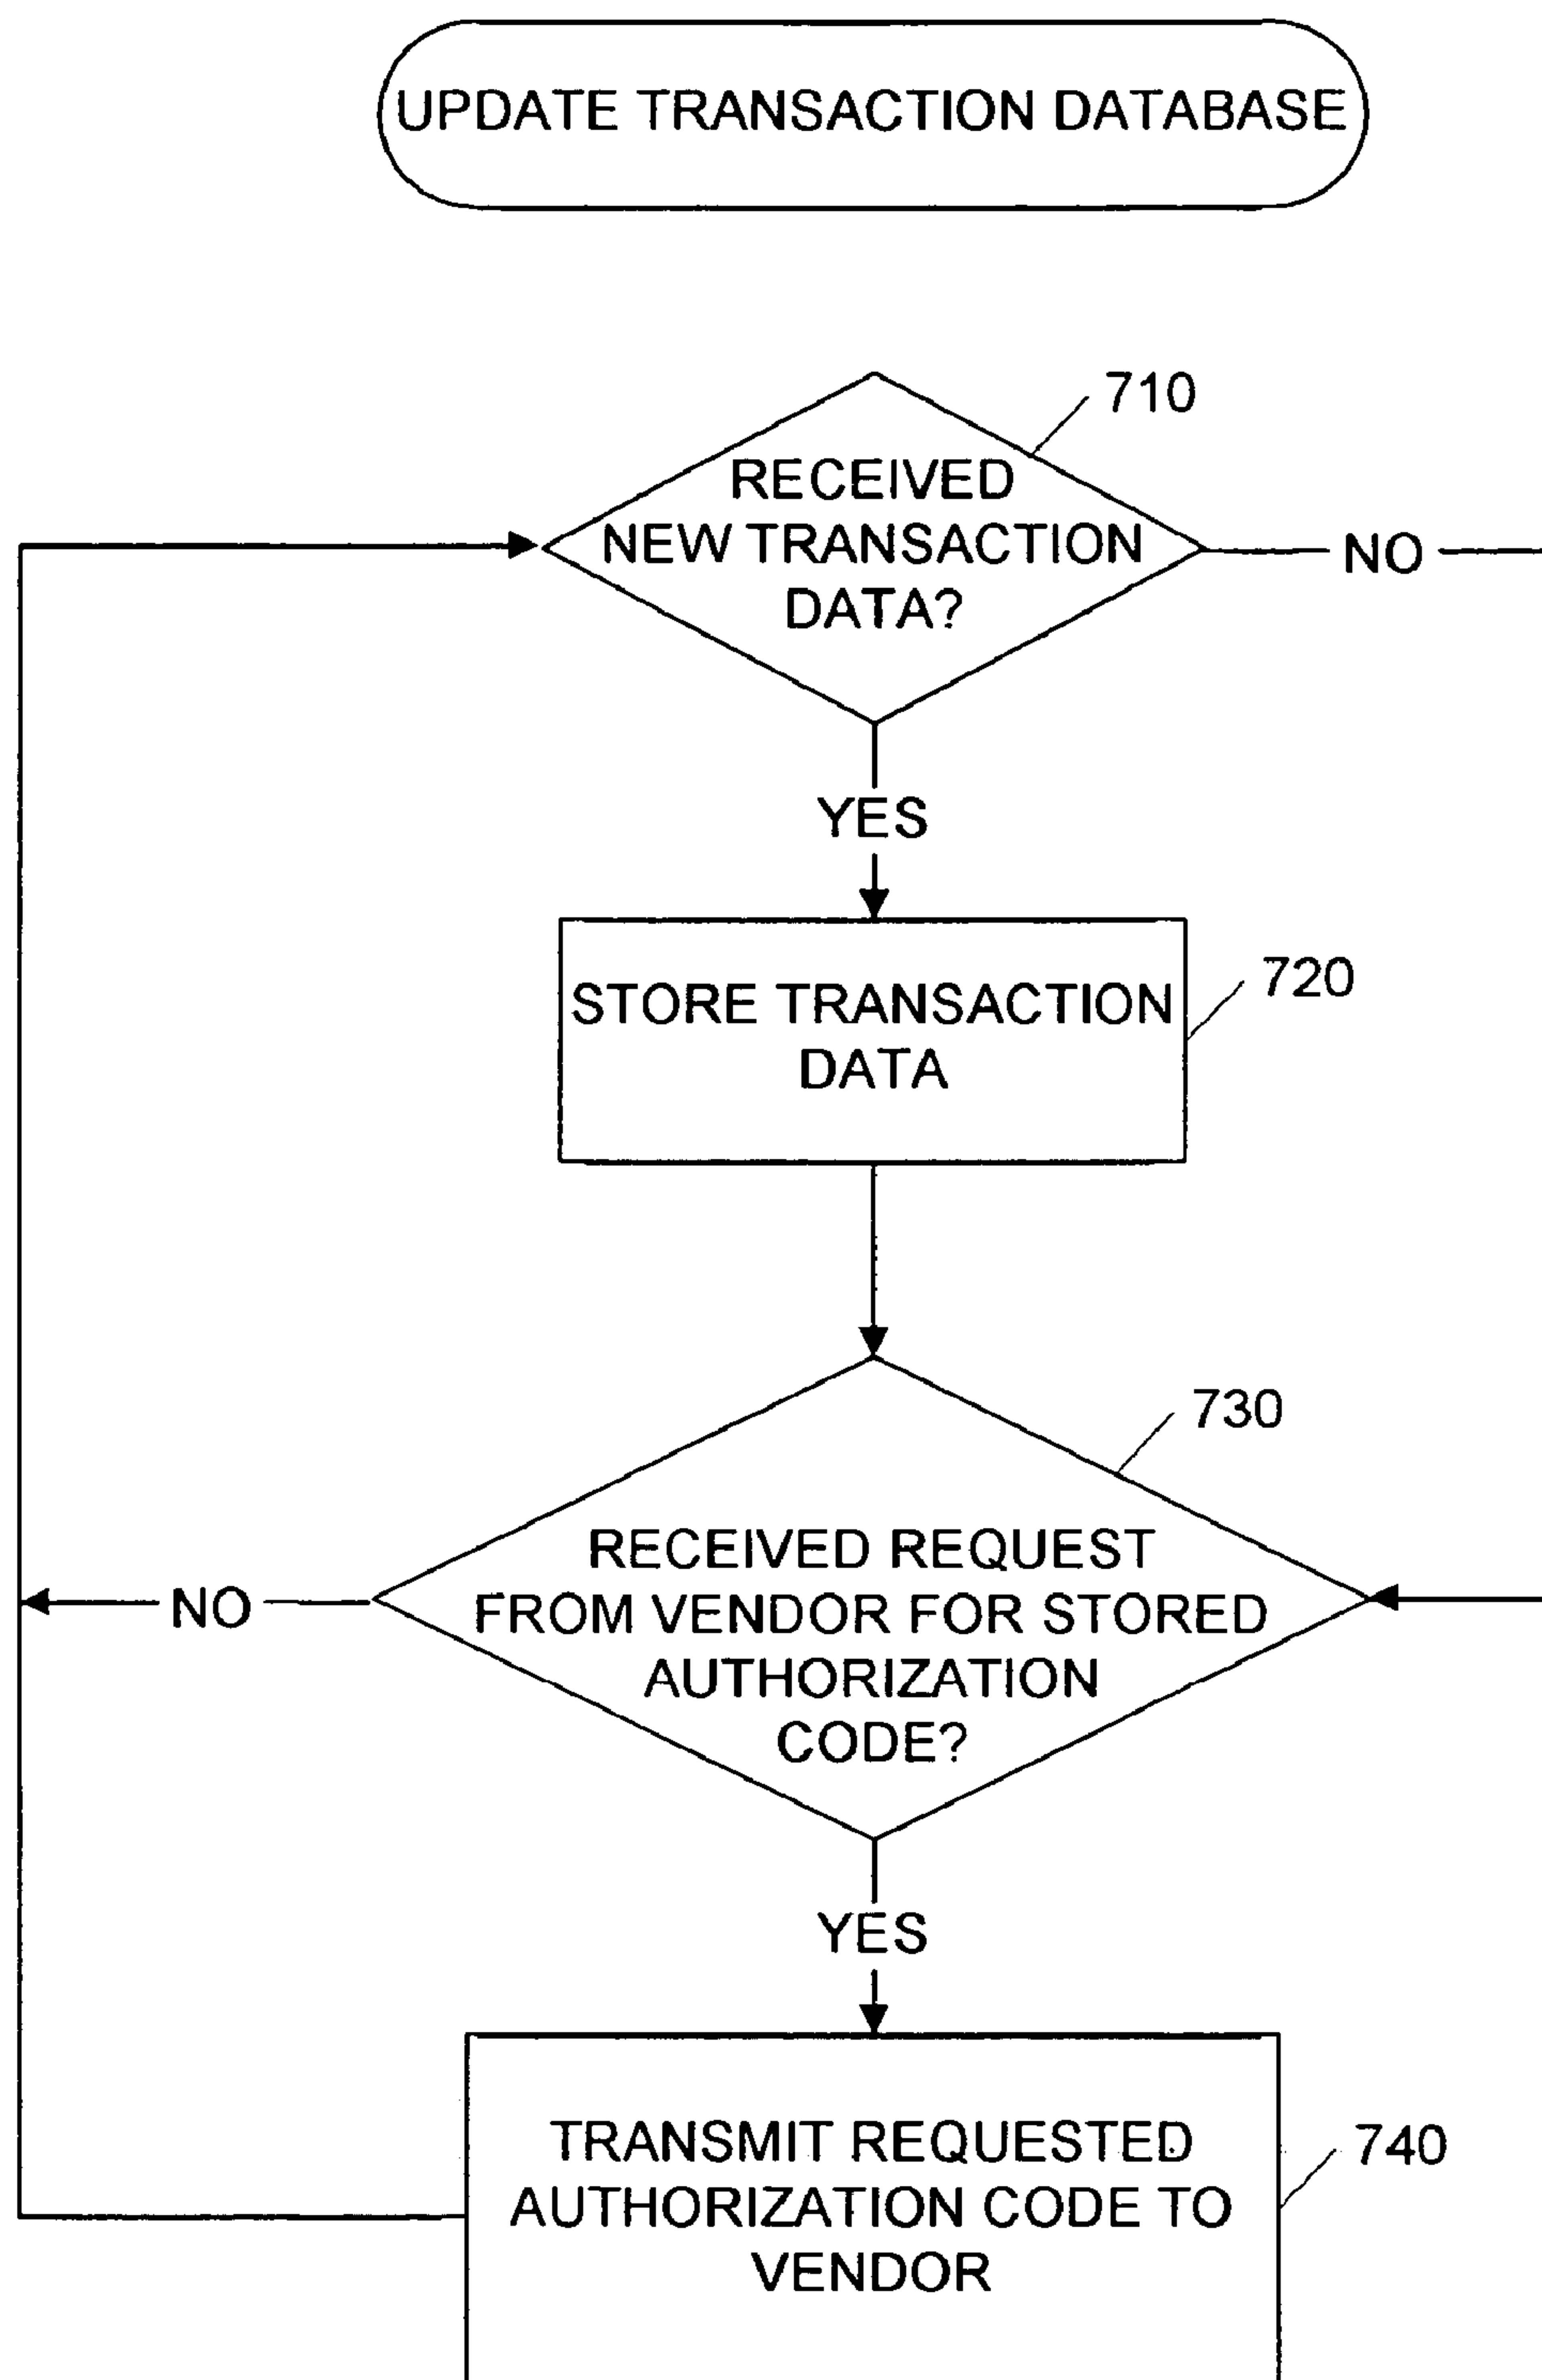 UPDATE TRANSACTION DATABASE
710
RECEIVED
NEW TRANSACTION
DATA?
NO
YES
720
STORE TRANSACTION
DATA
730
RECEIVED REQUEST
FROM VENDOR FOR STORED
AUTHORIZATION
CODE?
NO
YES
740
TRANSMIT REQUESTED
AUTHORIZATION CODE TO
VENDOR